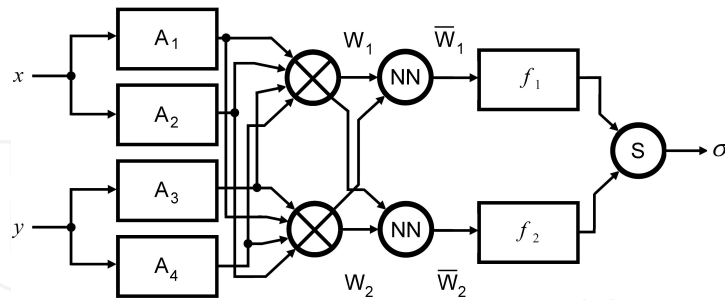 x
y
A₁
A₂
A₃
A₄
W₁
W₂
NN
NN
W̅₁
W̅₂
f₁
f₂
S
σ